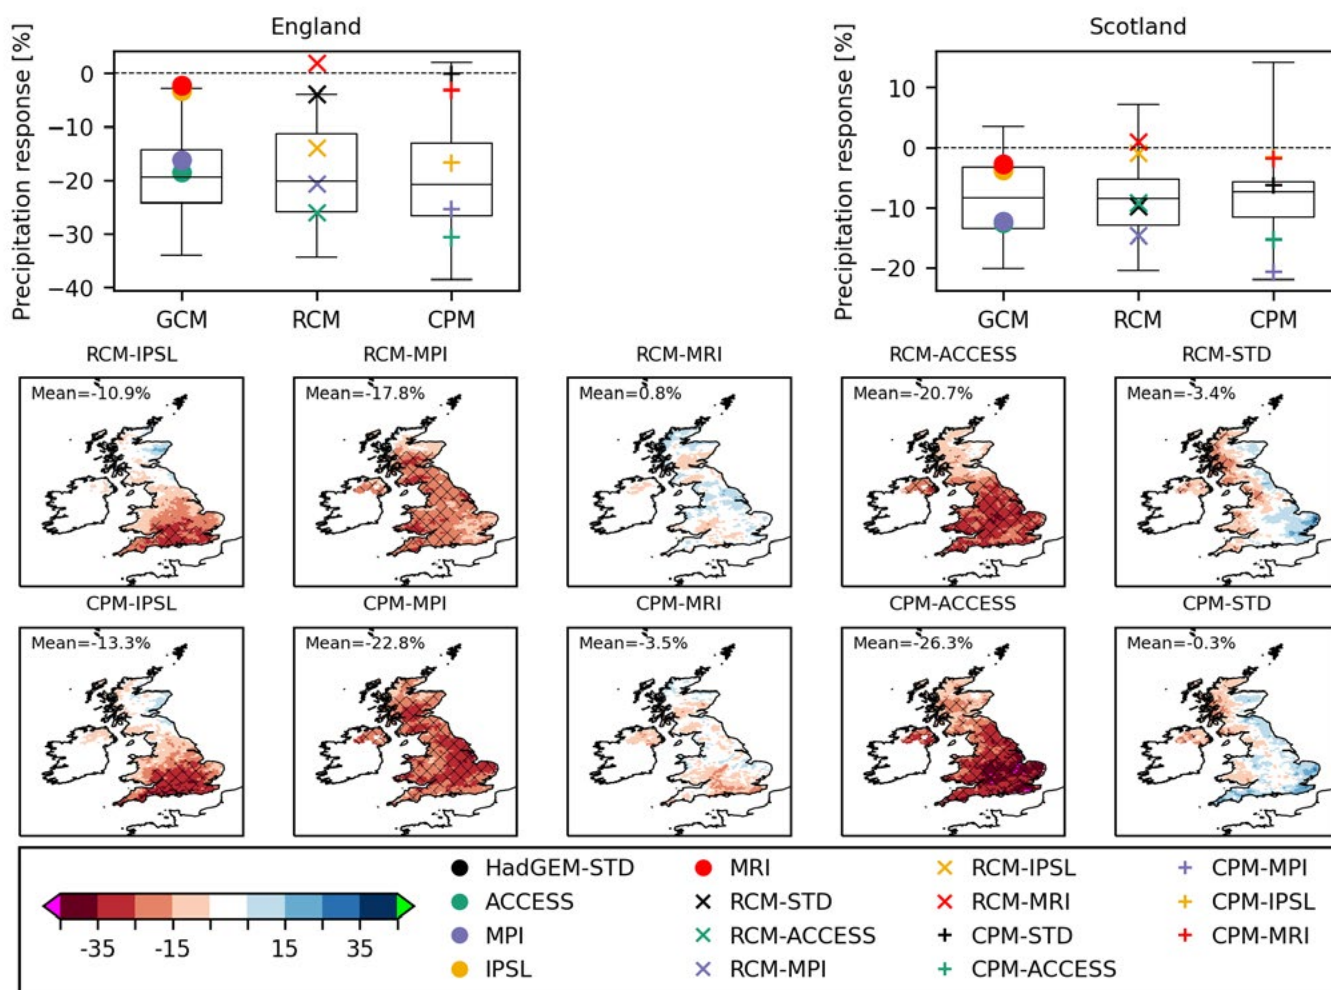 England
Scotland
Precipitation response [%]
0
−10
−20
−30
−40
GCM RCM CPM
Precipitation response [%]
10
0
−10
−20
GCM RCM CPM
RCM-IPSL RCM-MPI RCM-MRI RCM-ACCESS RCM-STD
Mean=-10.9% Mean=-17.8% Mean=0.8% Mean=-20.7% Mean=-3.4%
CPM-IPSL CPM-MPI CPM-MRI CPM-ACCESS CPM-STD
Mean=-13.3% Mean=-22.8% Mean=-3.5% Mean=-26.3% Mean=-0.3%
-35 -15 15 35
HadGEM-STD MRI RCM-IPSL CPM-MPI
ACCESS RCM-STD RCM-MRI CPM-IPSL
MPI RCM-ACCESS CPM-STD CPM-MRI
IPSL RCM-MPI CPM-ACCESS